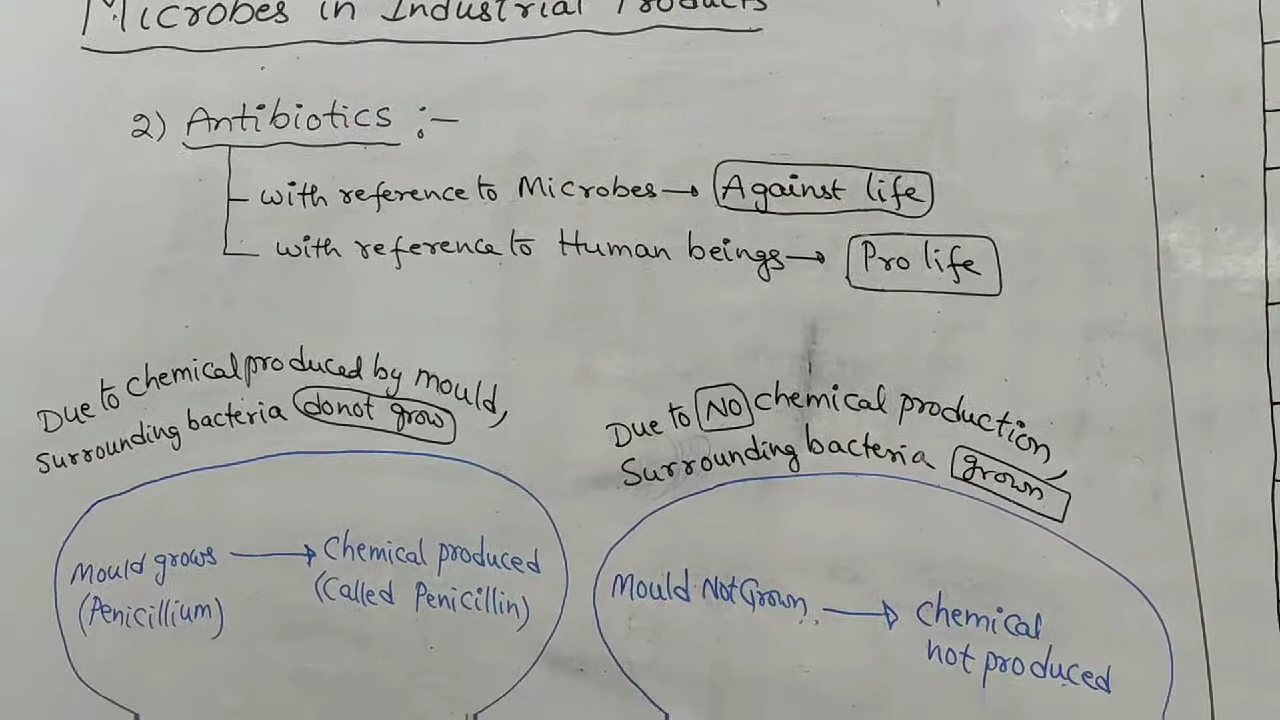 Microbes in Industrial Products
2) Antibiotics :-
with reference to Microbes → Against life
with reference to Human beings → Pro life
Due to chemical produced by mould,
surrounding bacteria donot grow
Due to NO chemical production,
Surrounding bacteria grown
Mould grows → Chemical produced
(Penicillium) (Called Penicillin)
Mould Not Grown → Chemical
not produced